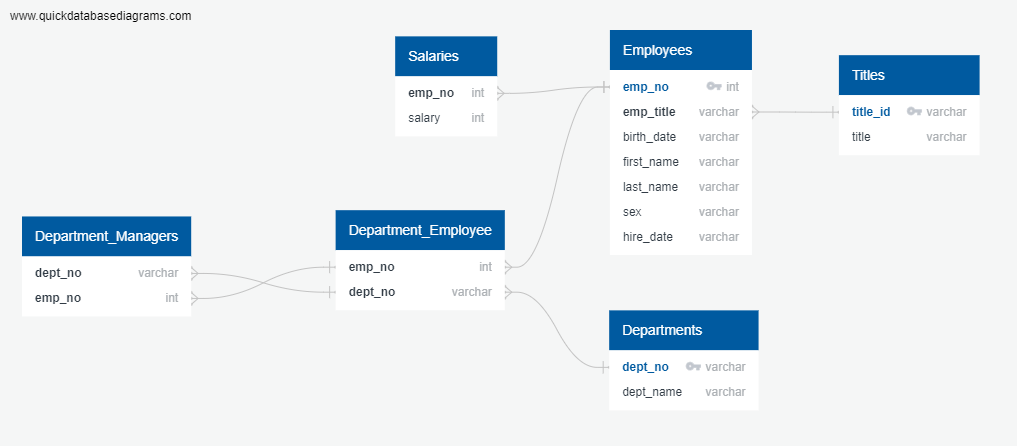 www.quickdatabasediagrams.com
Salaries
emp_no int
salary int
Employees
emp_no int
emp_title varchar
birth_date varchar
first_name varchar
last_name varchar
sex varchar
hire_date varchar
Titles
title_id varchar
title varchar
Department_Managers
dept_no varchar
emp_no int
Department_Employee
emp_no int
dept_no varchar
Departments
dept_no varchar
dept_name varchar